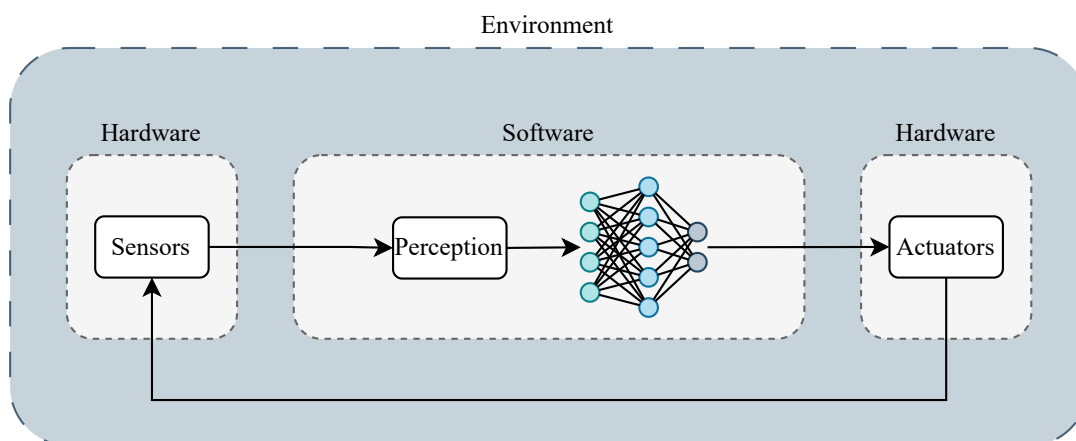 Environment
Hardware
Software
Hardware
Sensors
Perception
Actuators